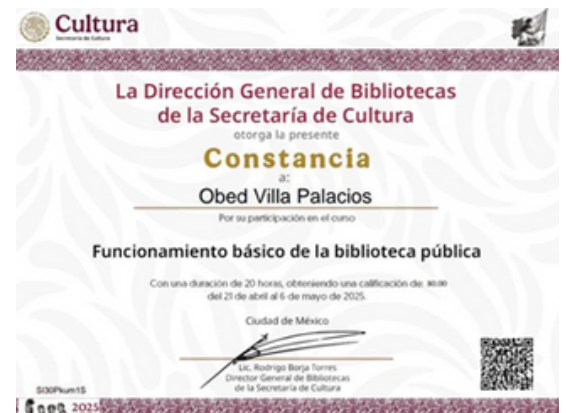 Cultura
Secretaría de Cultura
La Dirección General de Bibliotecas
de la Secretaría de Cultura
otorga la presente
Constancia
a:
Obed Villa Palacios
Por su participación en el curso
Funcionamiento básico de la biblioteca pública
Con una duración de 20 horas, obteniendo una calificación de: 80.00
del 21 de abril al 6 de mayo de 2025.
Ciudad de México
Lic. Rodrigo Borja Torres
Director General de Bibliotecas
de la Secretaría de Cultura
SI30Pkum1S
2025